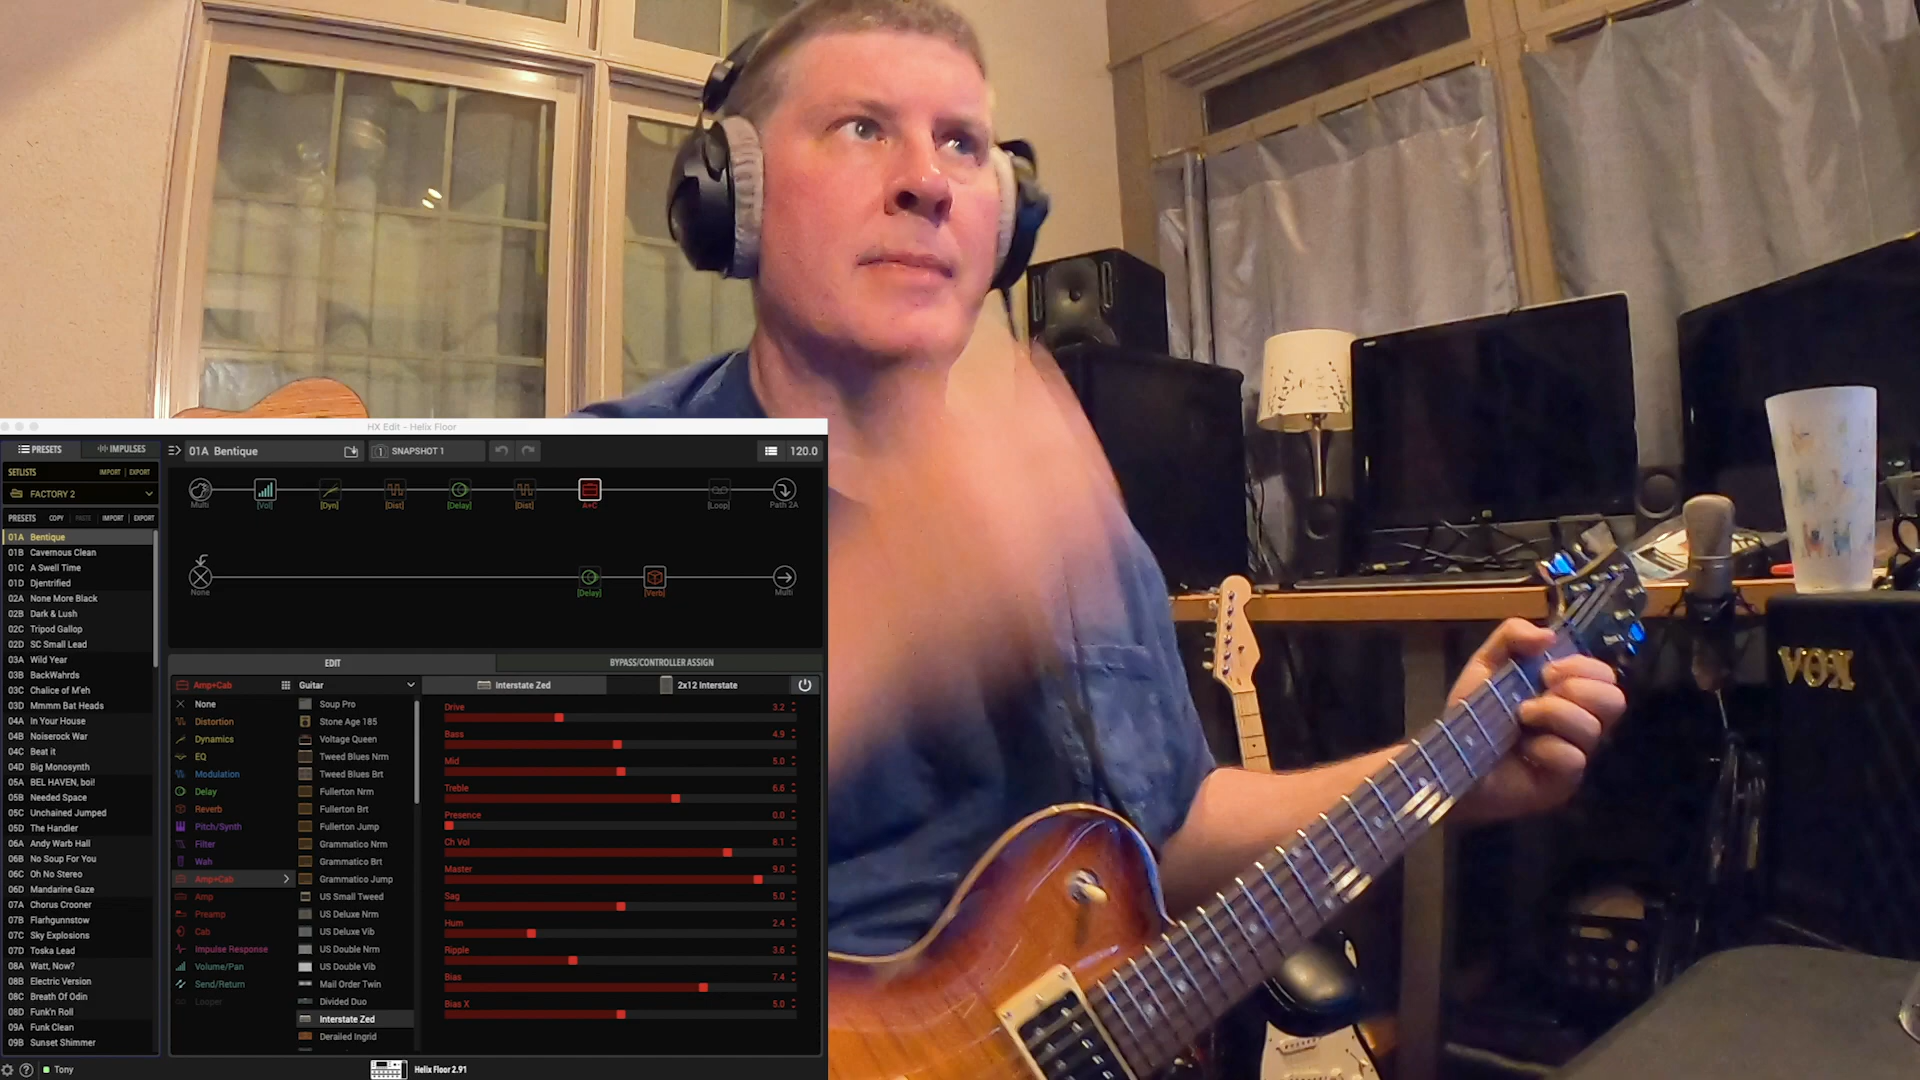 HX Edit - Helix Floor
PRESETS
IMPULSES
01A Bentique
1 SNAPSHOT 1
120.0
SETLISTS
IMPORT | EXPORT
FACTORY 2
PRESETS COPY PASTE IMPORT | EXPORT
01A Bentique
01B Cavernous Clean
01C A Swell Time
01D Djentrified
02A None More Black
02B Dark & Lush
02C Tripod Gallop
02D SC Small Lead
03A Wild Year
03B BackWahrds
03C Chalice of M'eh
03D Mmmm Bat Heads
04A In Your House
04B Noiserock War
04C Beat it
04D Big Monosynth
05A BEL HAVEN, boi!
05B Needed Space
05C Unchained Jumped
05D The Handler
06A Andy Warb Hall
06B No Soup For You
06C Oh No Stereo
06D Mandarine Gaze
07A Chorus Crooner
07B Flarhgunnstow
07C Sky Explosions
07D Toska Lead
08A Watt, Now?
08B Electric Version
08C Breath Of Odin
08D Funk'n Roll
09A Funk Clean
09B Sunset Shimmer
Multi
[Vol]
[Dyn]
[Dist]
[Delay]
[Dist]
A+C
[Loop]
Path 2A
None
[Delay]
[Verb]
Multi
EDIT
BYPASS/CONTROLLER ASSIGN
Amp+Cab
Guitar
Interstate Zed
2x12 Interstate
None
Distortion
Dynamics
EQ
Modulation
Delay
Reverb
Pitch/Synth
Filter
Wah
Amp+Cab
Amp
Preamp
Cab
Impulse Response
Volume/Pan
Send/Return
Looper
Soup Pro
Stone Age 185
Voltage Queen
Tweed Blues Nrm
Tweed Blues Brt
Fullerton Nrm
Fullerton Brt
Fullerton Jump
Grammatico Nrm
Grammatico Brt
Grammatico Jump
US Small Tweed
US Deluxe Nrm
US Deluxe Vib
US Double Nrm
US Double Vib
Mail Order Twin
Divided Duo
Interstate Zed
Derailed Ingrid
Drive 3.2
Bass 4.9
Mid 5.0
Treble 6.6
Presence 0.0
Ch Vol 8.1
Master 9.0
Sag 5.0
Hum 2.4
Ripple 3.6
Bias 7.4
Bias X 5.0
? Tony
Helix Floor 2.91
VOX